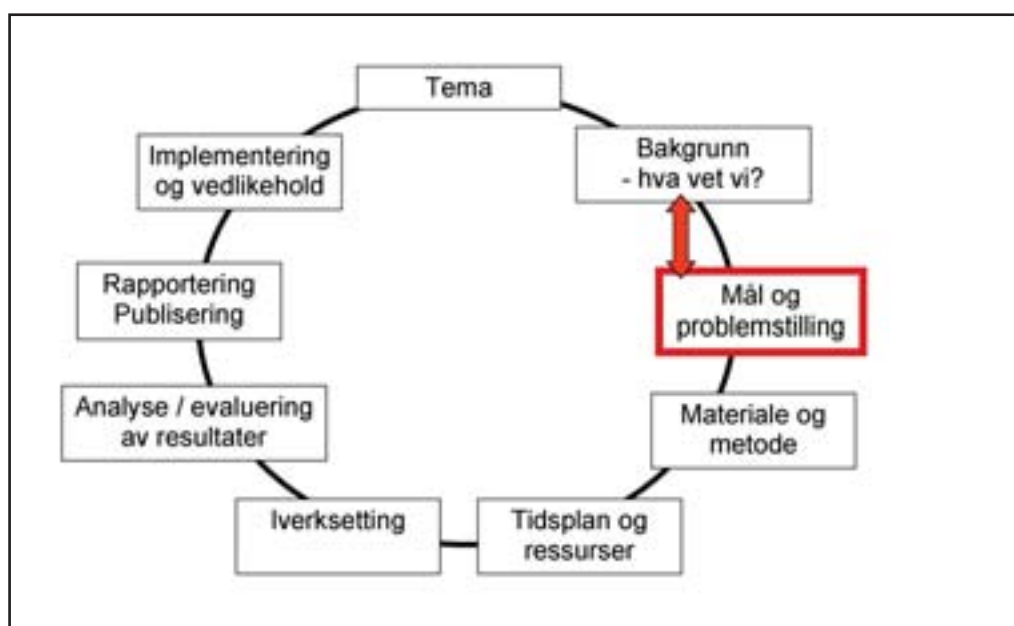 Tema
Bakgrunn
- hva vet vi?
Mål og
problemstilling
Materiale og
metode
Tidsplan og
ressurser
Iverksetting
Analyse / evaluering
av resultater
Rapportering
Publisering
Implementering
og vedlikehold